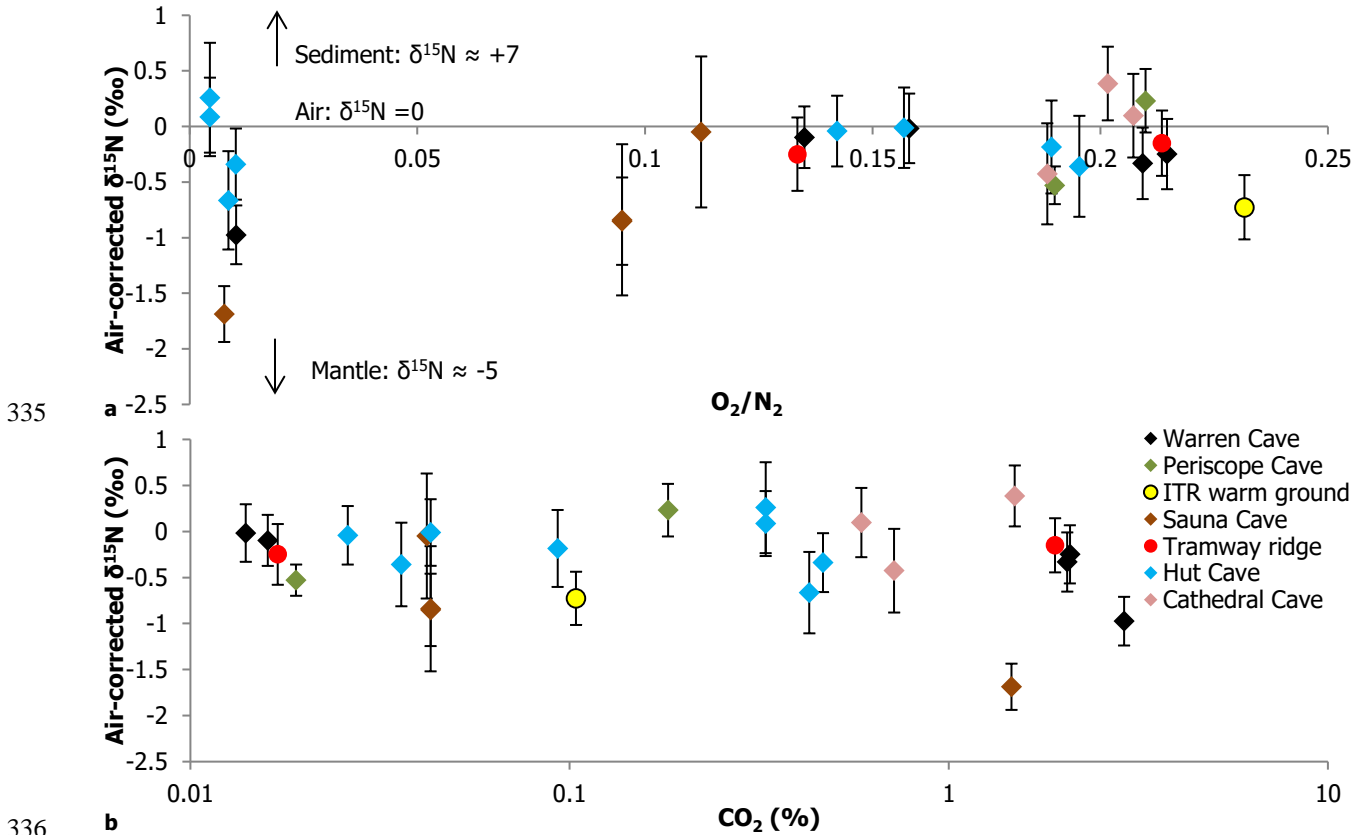 1
0.5
0
-0.5
-1
-1.5
-2
-2.5
Air-corrected δ¹⁵N (‰)
Sediment: δ¹⁵N ≈ +7
Air: δ¹⁵N =0
0 0.05 0.1 0.15 0.2 0.25
Mantle: δ¹⁵N ≈ -5
335 a O₂/N₂
1
0.5
0
-0.5
-1
-1.5
-2
-2.5
Air-corrected δ¹⁵N (‰)
Warren Cave
Periscope Cave
ITR warm ground
Sauna Cave
Tramway ridge
Hut Cave
Cathedral Cave
0.01 0.1 1 10
336 b CO₂ (%)